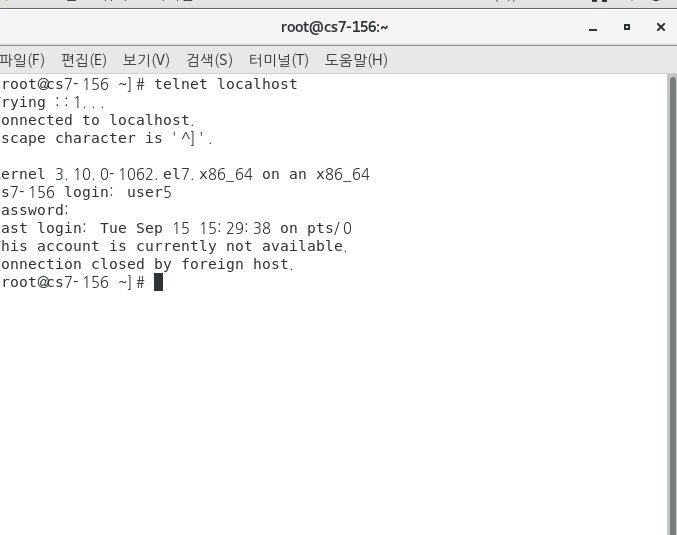 root@cs7-156:~
파일(F) 편집(E) 보기(V) 검색(S) 터미널(T) 도움말(H)
root@cs7-156 ~]# telnet localhost
rying ::1...
onnected to localhost.
scape character is '^]'.
ernel 3.10.0-1062.el7.x86_64 on an x86_64
s7-156 login: user5
assword:
ast login: Tue Sep 15 15:29:38 on pts/0
his account is currently not available.
onnection closed by foreign host.
root@cs7-156 ~]#